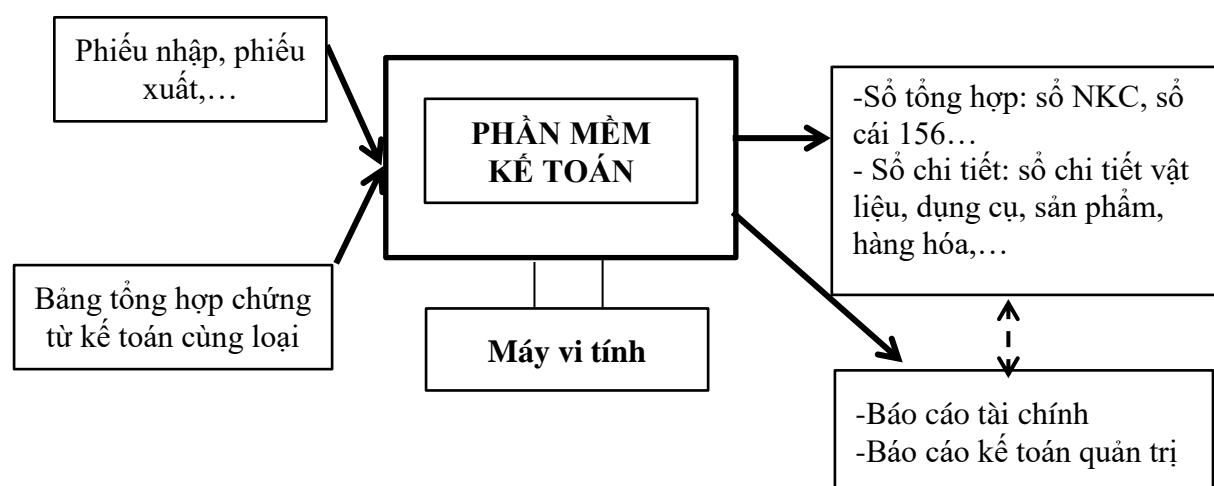 Phiếu nhập, phiếu
xuất,…
Bảng tổng hợp chứng
từ kế toán cùng loại
PHẦN MỀM
KẾ TOÁN
Máy vi tính
-Sổ tổng hợp: sổ NKC, sổ
cái 156…
- Sổ chi tiết: sổ chi tiết vật
liệu, dụng cụ, sản phẩm,
hàng hóa,…
-Báo cáo tài chính
-Báo cáo kế toán quản trị